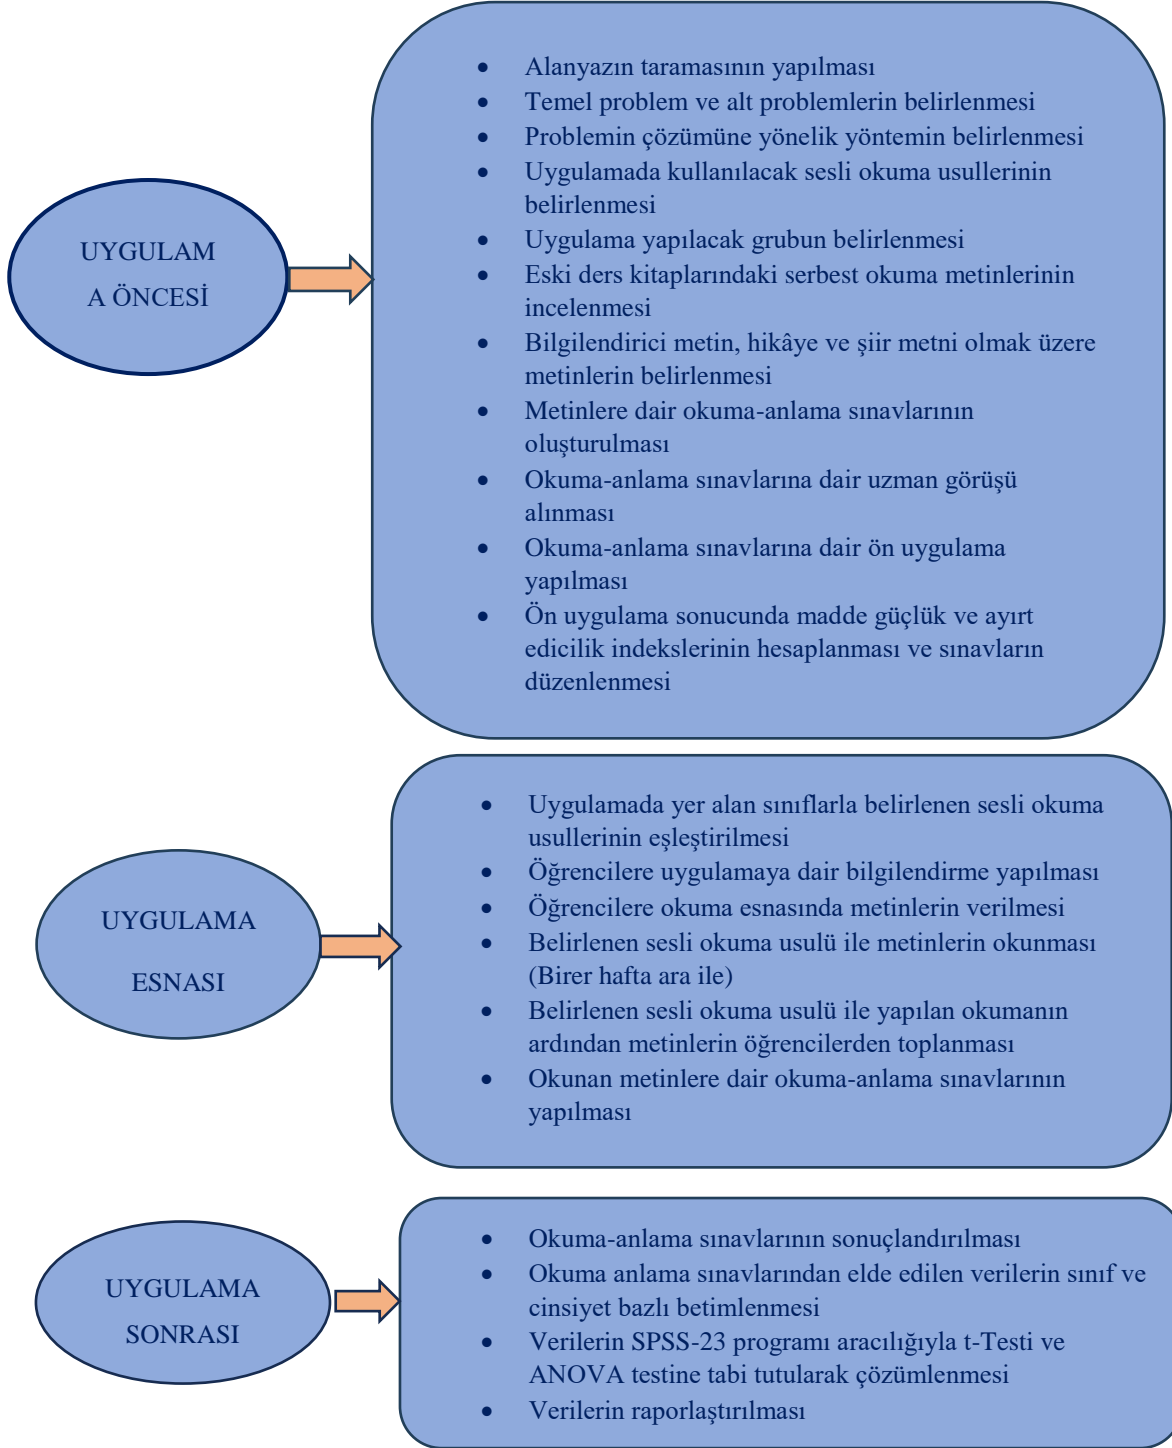 UYGULAM
A ÖNCESİ
• Alanyazın taramasının yapılması
• Temel problem ve alt problemlerin belirlenmesi
• Problemin çözümüne yönelik yöntemin belirlenmesi
• Uygulamada kullanılacak sesli okuma usullerinin
belirlenmesi
• Uygulama yapılacak grubun belirlenmesi
• Eski ders kitaplarındaki serbest okuma metinlerinin
incelenmesi
• Bilgilendirici metin, hikâye ve şiir metni olmak üzere
metinlerin belirlenmesi
• Metinlere dair okuma-anlama sınavlarının
oluşturulması
• Okuma-anlama sınavlarına dair uzman görüşü
alınması
• Okuma-anlama sınavlarına dair ön uygulama
yapılması
• Ön uygulama sonucunda madde güçlük ve ayırt
edicilik indekslerinin hesaplanması ve sınavların
düzenlenmesi
UYGULAMA
ESNASI
• Uygulamada yer alan sınıflarla belirlenen sesli okuma
usullerinin eşleştirilmesi
• Öğrencilere uygulamaya dair bilgilendirme yapılması
• Öğrencilere okuma esnasında metinlerin verilmesi
• Belirlenen sesli okuma usulü ile metinlerin okunması
(Birer hafta ara ile)
• Belirlenen sesli okuma usulü ile yapılan okumanın
ardından metinlerin öğrencilerden toplanması
• Okunan metinlere dair okuma-anlama sınavlarının
yapılması
UYGULAMA
SONRASI
• Okuma-anlama sınavlarının sonuçlandırılması
• Okuma anlama sınavlarından elde edilen verilerin sınıf ve
cinsiyet bazlı betimlenmesi
• Verilerin SPSS-23 programı aracılığıyla t-Testi ve
ANOVA testine tabi tutularak çözümlenmesi
• Verilerin raporlaştırılması